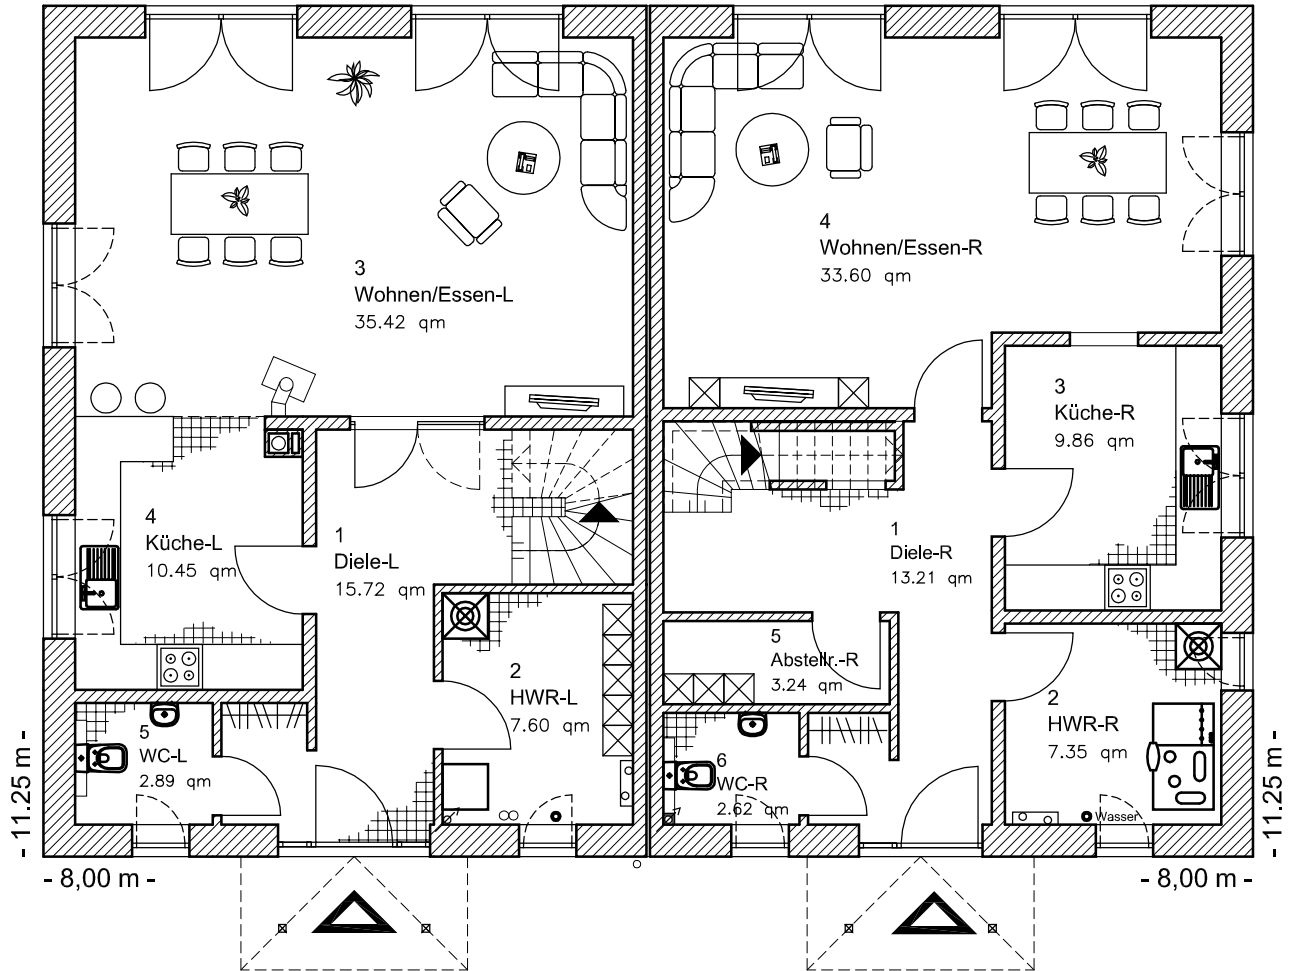 3
Wohnen/Essen-L
35.42 qm
4
Wohnen/Essen-R
33.60 qm
3
Küche-R
9.86 qm
4
Küche-L
10.45 qm
1
Diele-L
15.72 qm
1
Diele-R
13.21 qm
5
Abstellr.-R
3.24 qm
2
HWR-L
7.60 qm
2
HWR-R
7.35 qm
5
WC-L
2.89 qm
6
WC-R
2.62 qm
Wasser
- 11.25 m -
- 11.25 m -
- 8,00 m -
- 8,00 m -